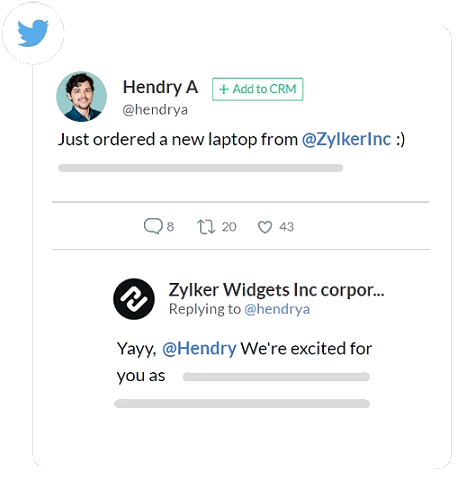 Hendry A + Add to CRM
@hendrya
Just ordered a new laptop from @ZylkerInc :)
8 20 43
Zylker Widgets Inc corpor...
Replying to @hendrya
Yayy, @Hendry We're excited for
you as